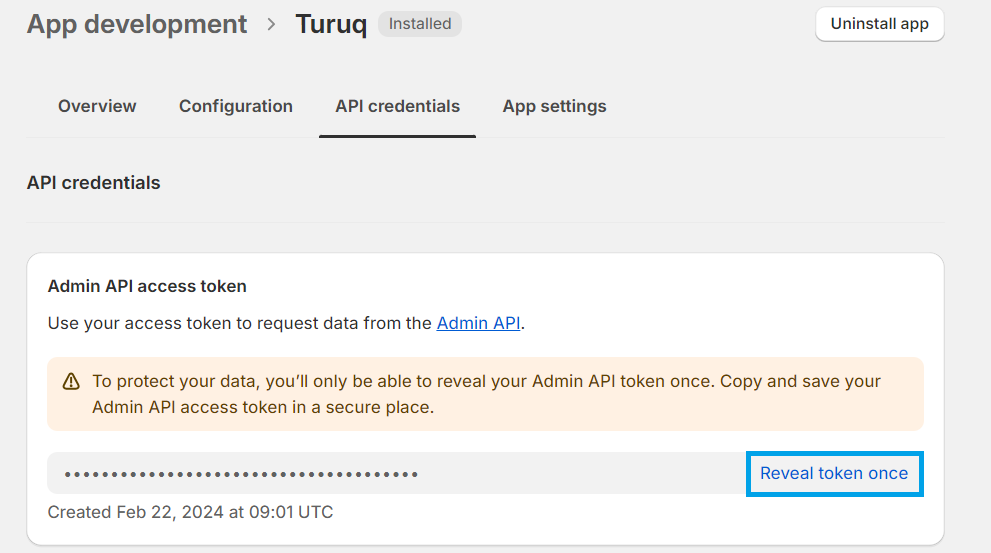 App development > Turuq Installed Uninstall app
Overview Configuration API credentials App settings
API credentials
Admin API access token
Use your access token to request data from the Admin API.
To protect your data, you’ll only be able to reveal your Admin API token once. Copy and save your
Admin API access token in a secure place.
•••••••••••••••••••••••••••••••••••••• Reveal token once
Created Feb 22, 2024 at 09:01 UTC